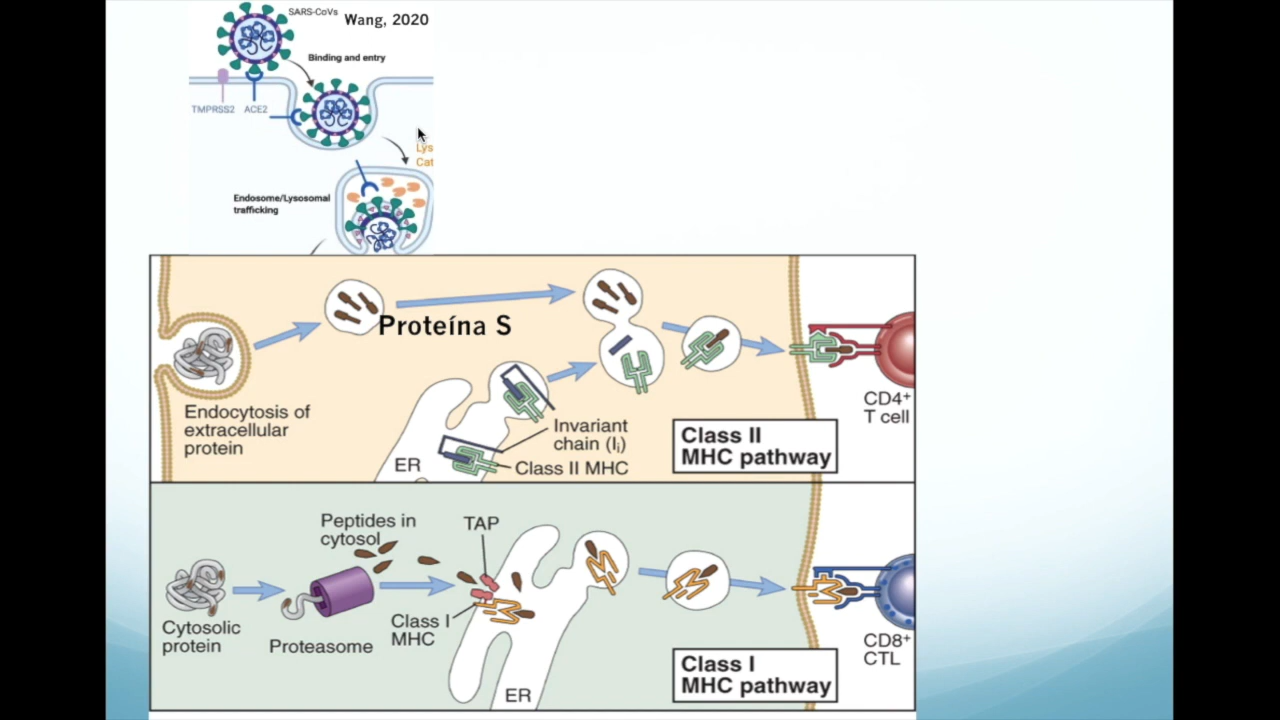 SARS-CoVs
Wang, 2020
Binding and entry
TMPRSS2
ACE2
Lys
Cat
Endosome/Lysosomal
trafficking
Proteína S
Endocytosis of
extracellular
protein
ER
Invariant
chain (Ii)
Class II MHC
Class II
MHC pathway
CD4+
T cell
Peptides in
cytosol
TAP
Cytosolic
protein
Proteasome
Class I
MHC
ER
Class I
MHC pathway
CD8+
CTL